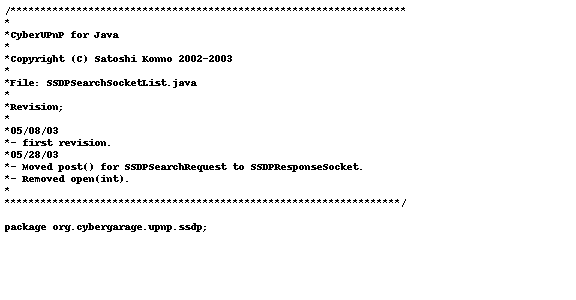 /******************************************************************
*
*CyberUPnP for Java
*
*Copyright (C) Satoshi Konno 2002-2003
*
*File: SSDPSearchSocketList.java
*
*Revision;
*
*05/08/03
*- first revision.
*05/28/03
*- Moved post() for SSDPSearchRequest to SSDPResponseSocket.
*- Removed open(int).
*
******************************************************************/
package org.cybergarage.upnp.ssdp;